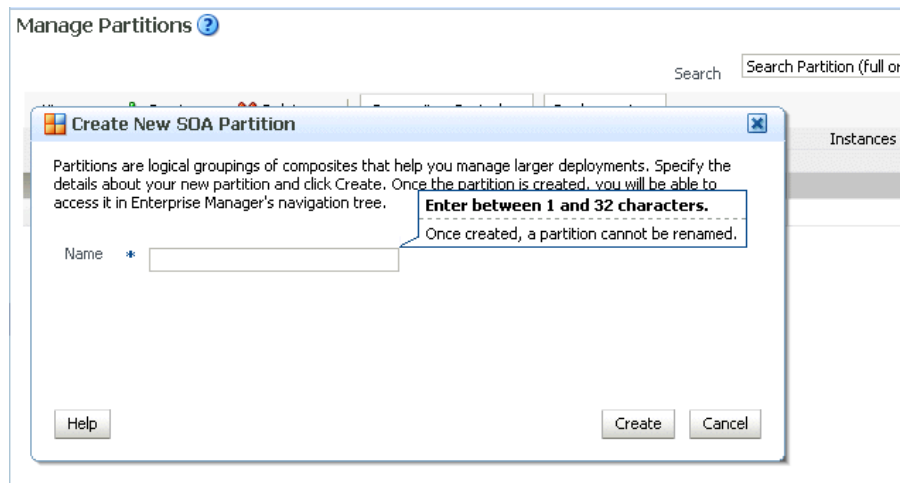 Manage Partitions
Search
Search Partition (full or
Create New SOA Partition
Instances
Partitions are logical groupings of composites that help you manage larger deployments. Specify the
details about your new partition and click Create. Once the partition is created, you will be able to
access it in Enterprise Manager's navigation tree.
Enter between 1 and 32 characters.
Once created, a partition cannot be renamed.
Name *
Help
Create
Cancel